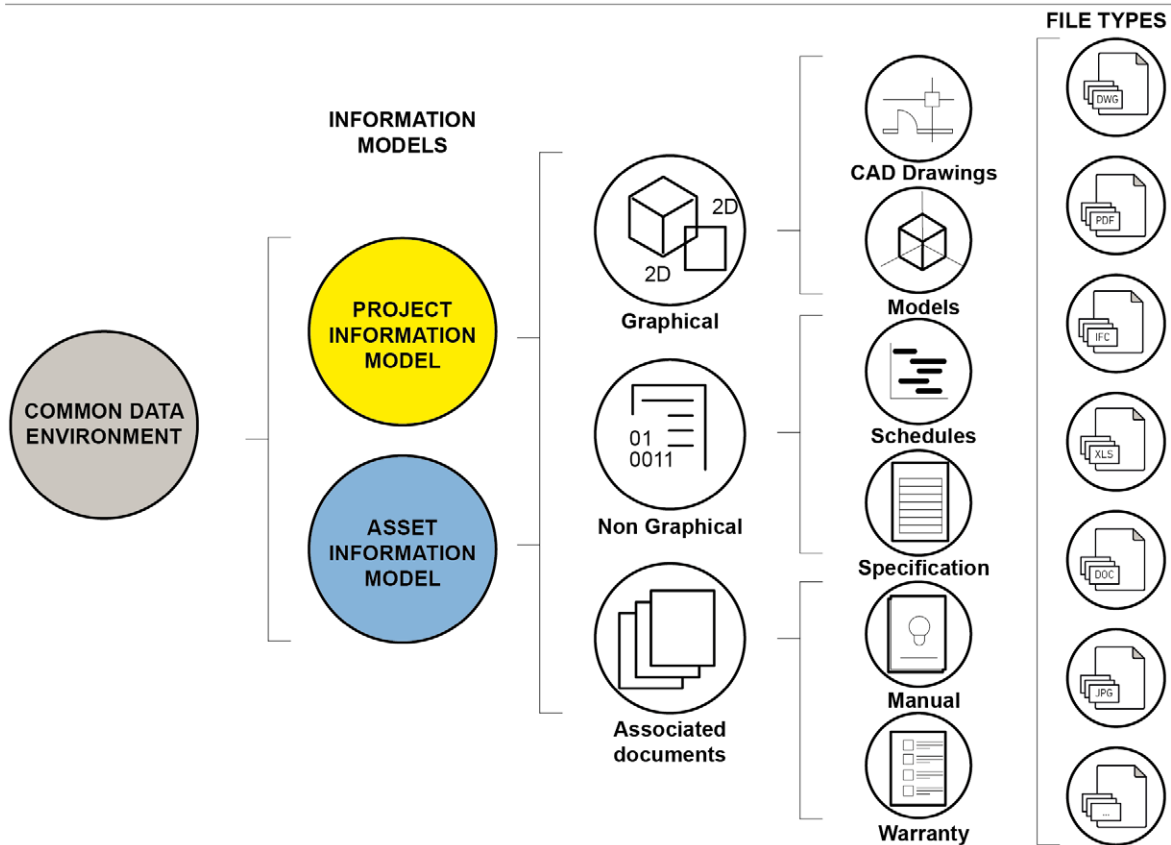 FILE TYPES
INFORMATION
MODELS
COMMON DATA
ENVIRONMENT
PROJECT
INFORMATION
MODEL
ASSET
INFORMATION
MODEL
2D
2D
Graphical
01
0011
Non Graphical
Associated
documents
CAD Drawings
Models
Schedules
Specification
Manual
Warranty
DWG
PDF
IFC
XLS
DOC
JPG
...